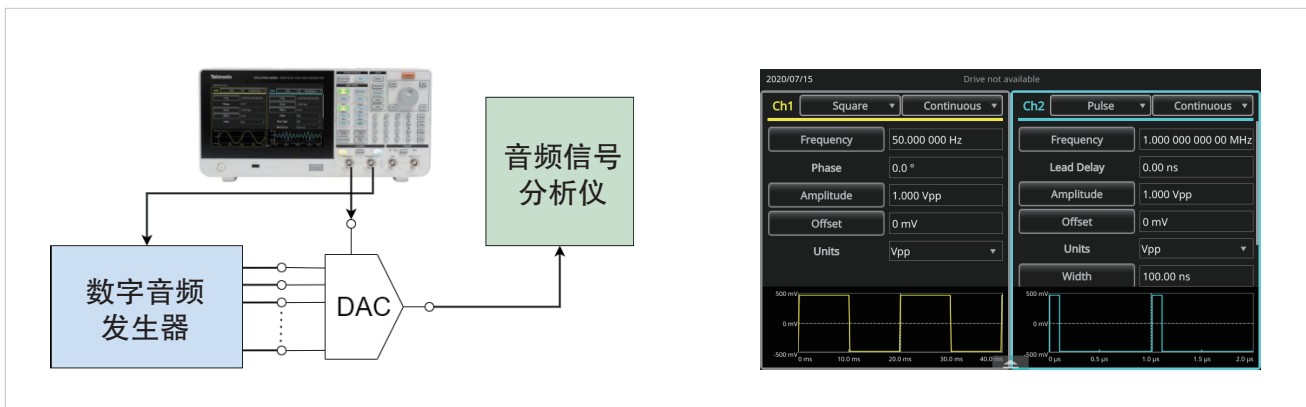 Tektronix
数字音频
发生器
DAC
音频信号
分析仪
2020/07/15
Drive not available
Ch1 Square Continuous
Frequency 50.000 000 Hz
Phase 0.0 °
Amplitude 1.000 Vpp
Offset 0 mV
Units Vpp
500 mV
0 mV
-500 mV
0 ms 10.0 ms 20.0 ms 30.0 ms 40.0 ms
Ch2 Pulse Continuous
Frequency 1.000 000 000 00 MHz
Lead Delay 0.00 ns
Amplitude 1.000 Vpp
Offset 0 mV
Units Vpp
Width 100.00 ns
500 mV
0 mV
-500 mV
0 µs 0.5 µs 1.0 µs 1.5 µs 2.0 µs